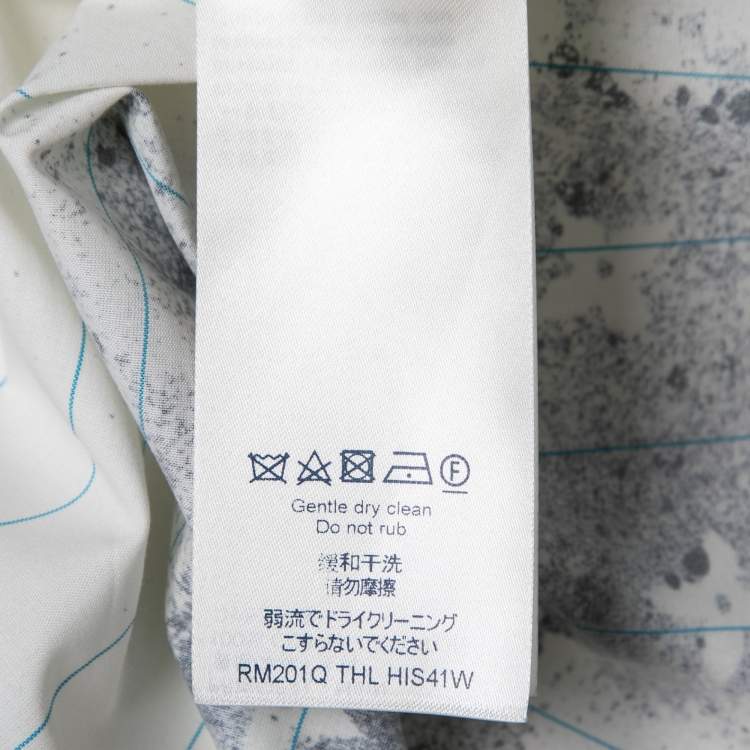 F
Gentle dry clean
Do not rub
缓和干洗
请勿摩擦
弱流でドライクリーニング
こすらないでください
RM201Q THL HIS41W